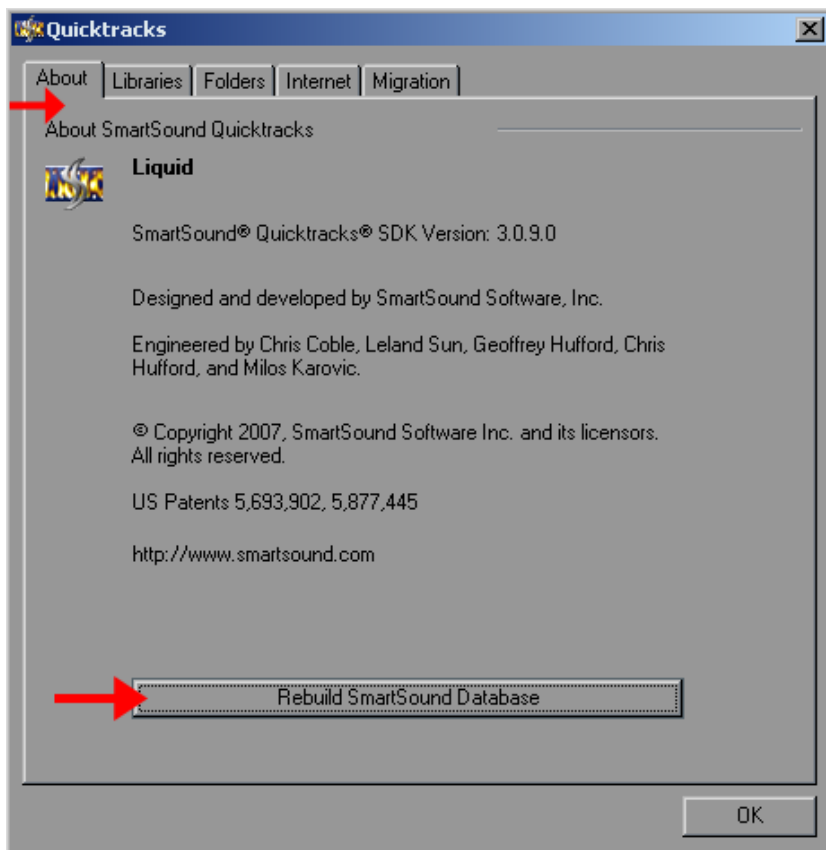 Quicktracks
About Libraries Folders Internet Migration
About SmartSound Quicktracks
Liquid
SmartSound® Quicktracks® SDK Version: 3.0.9.0
Designed and developed by SmartSound Software, Inc.
Engineered by Chris Coble, Leland Sun, Geoffrey Hufford, Chris
Hufford, and Milos Karovic.
© Copyright 2007, SmartSound Software Inc. and its licensors.
All rights reserved.
US Patents 5,693,902, 5,877,445
http://www.smartsound.com
Rebuild SmartSound Database
OK